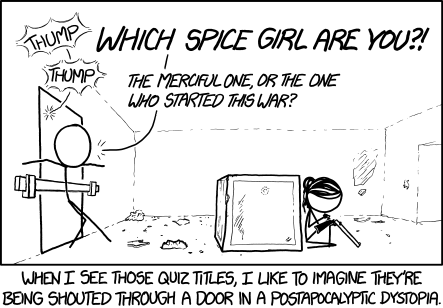 THUMP
WHICH SPICE GIRL ARE YOU?!
THUMP
THE MERCIFUL ONE, OR THE ONE
WHO STARTED THIS WAR?
WHEN I SEE THOSE QUIZ TITLES, I LIKE TO IMAGINE THEY'RE
BEING SHOUTED THROUGH A DOOR IN A POSTAPOCALYPTIC DYSTOPIA.